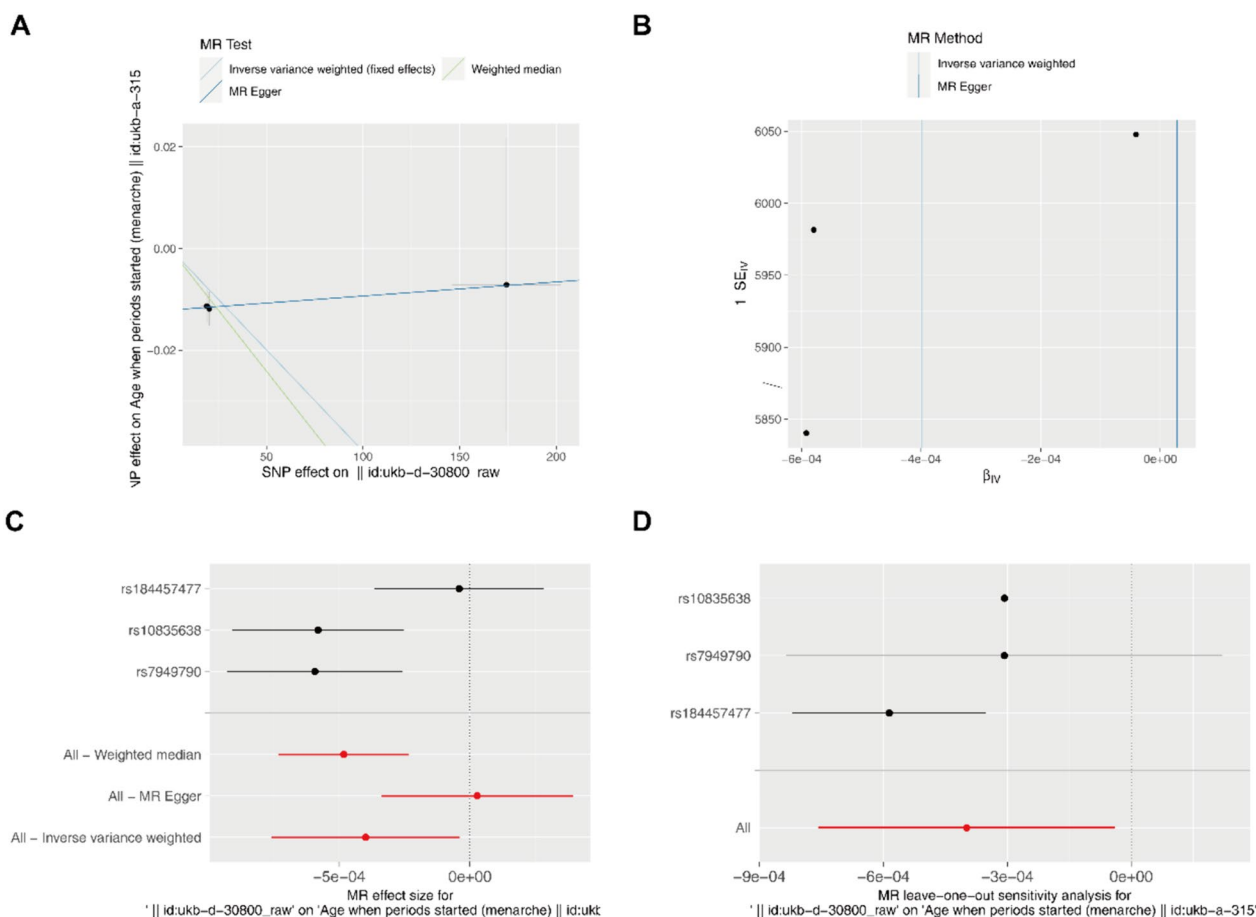 A
MR Test
Inverse variance weighted (fixed effects)
Weighted median
MR Egger
NP effect on Age when periods started (menarche) || id:ukb-a-315
0.02
0.00
−0.02
50
100
150
200
SNP effect on || id:ukb-d-30800 raw
B
MR Method
Inverse variance weighted
MR Egger
1 SE IV
6050
6000
5950
5900
5850
−6e−04
−4e−04
−2e−04
0e+00
βIV
C
rs184457477
rs10835638
rs7949790
All − Weighted median
All − MR Egger
All − Inverse variance weighted
−5e−04
0e+00
MR effect size for
' || id:ukb-d-30800_raw' on 'Age when periods started (menarche) || id:ukt
D
rs10835638
rs7949790
rs184457477
All
−9e−04
−6e−04
−3e−04
0e+00
MR leave−one−out sensitivity analysis for
' || id:ukb-d-30800_raw' on 'Age when periods started (menarche) || id:ukb-a-315'